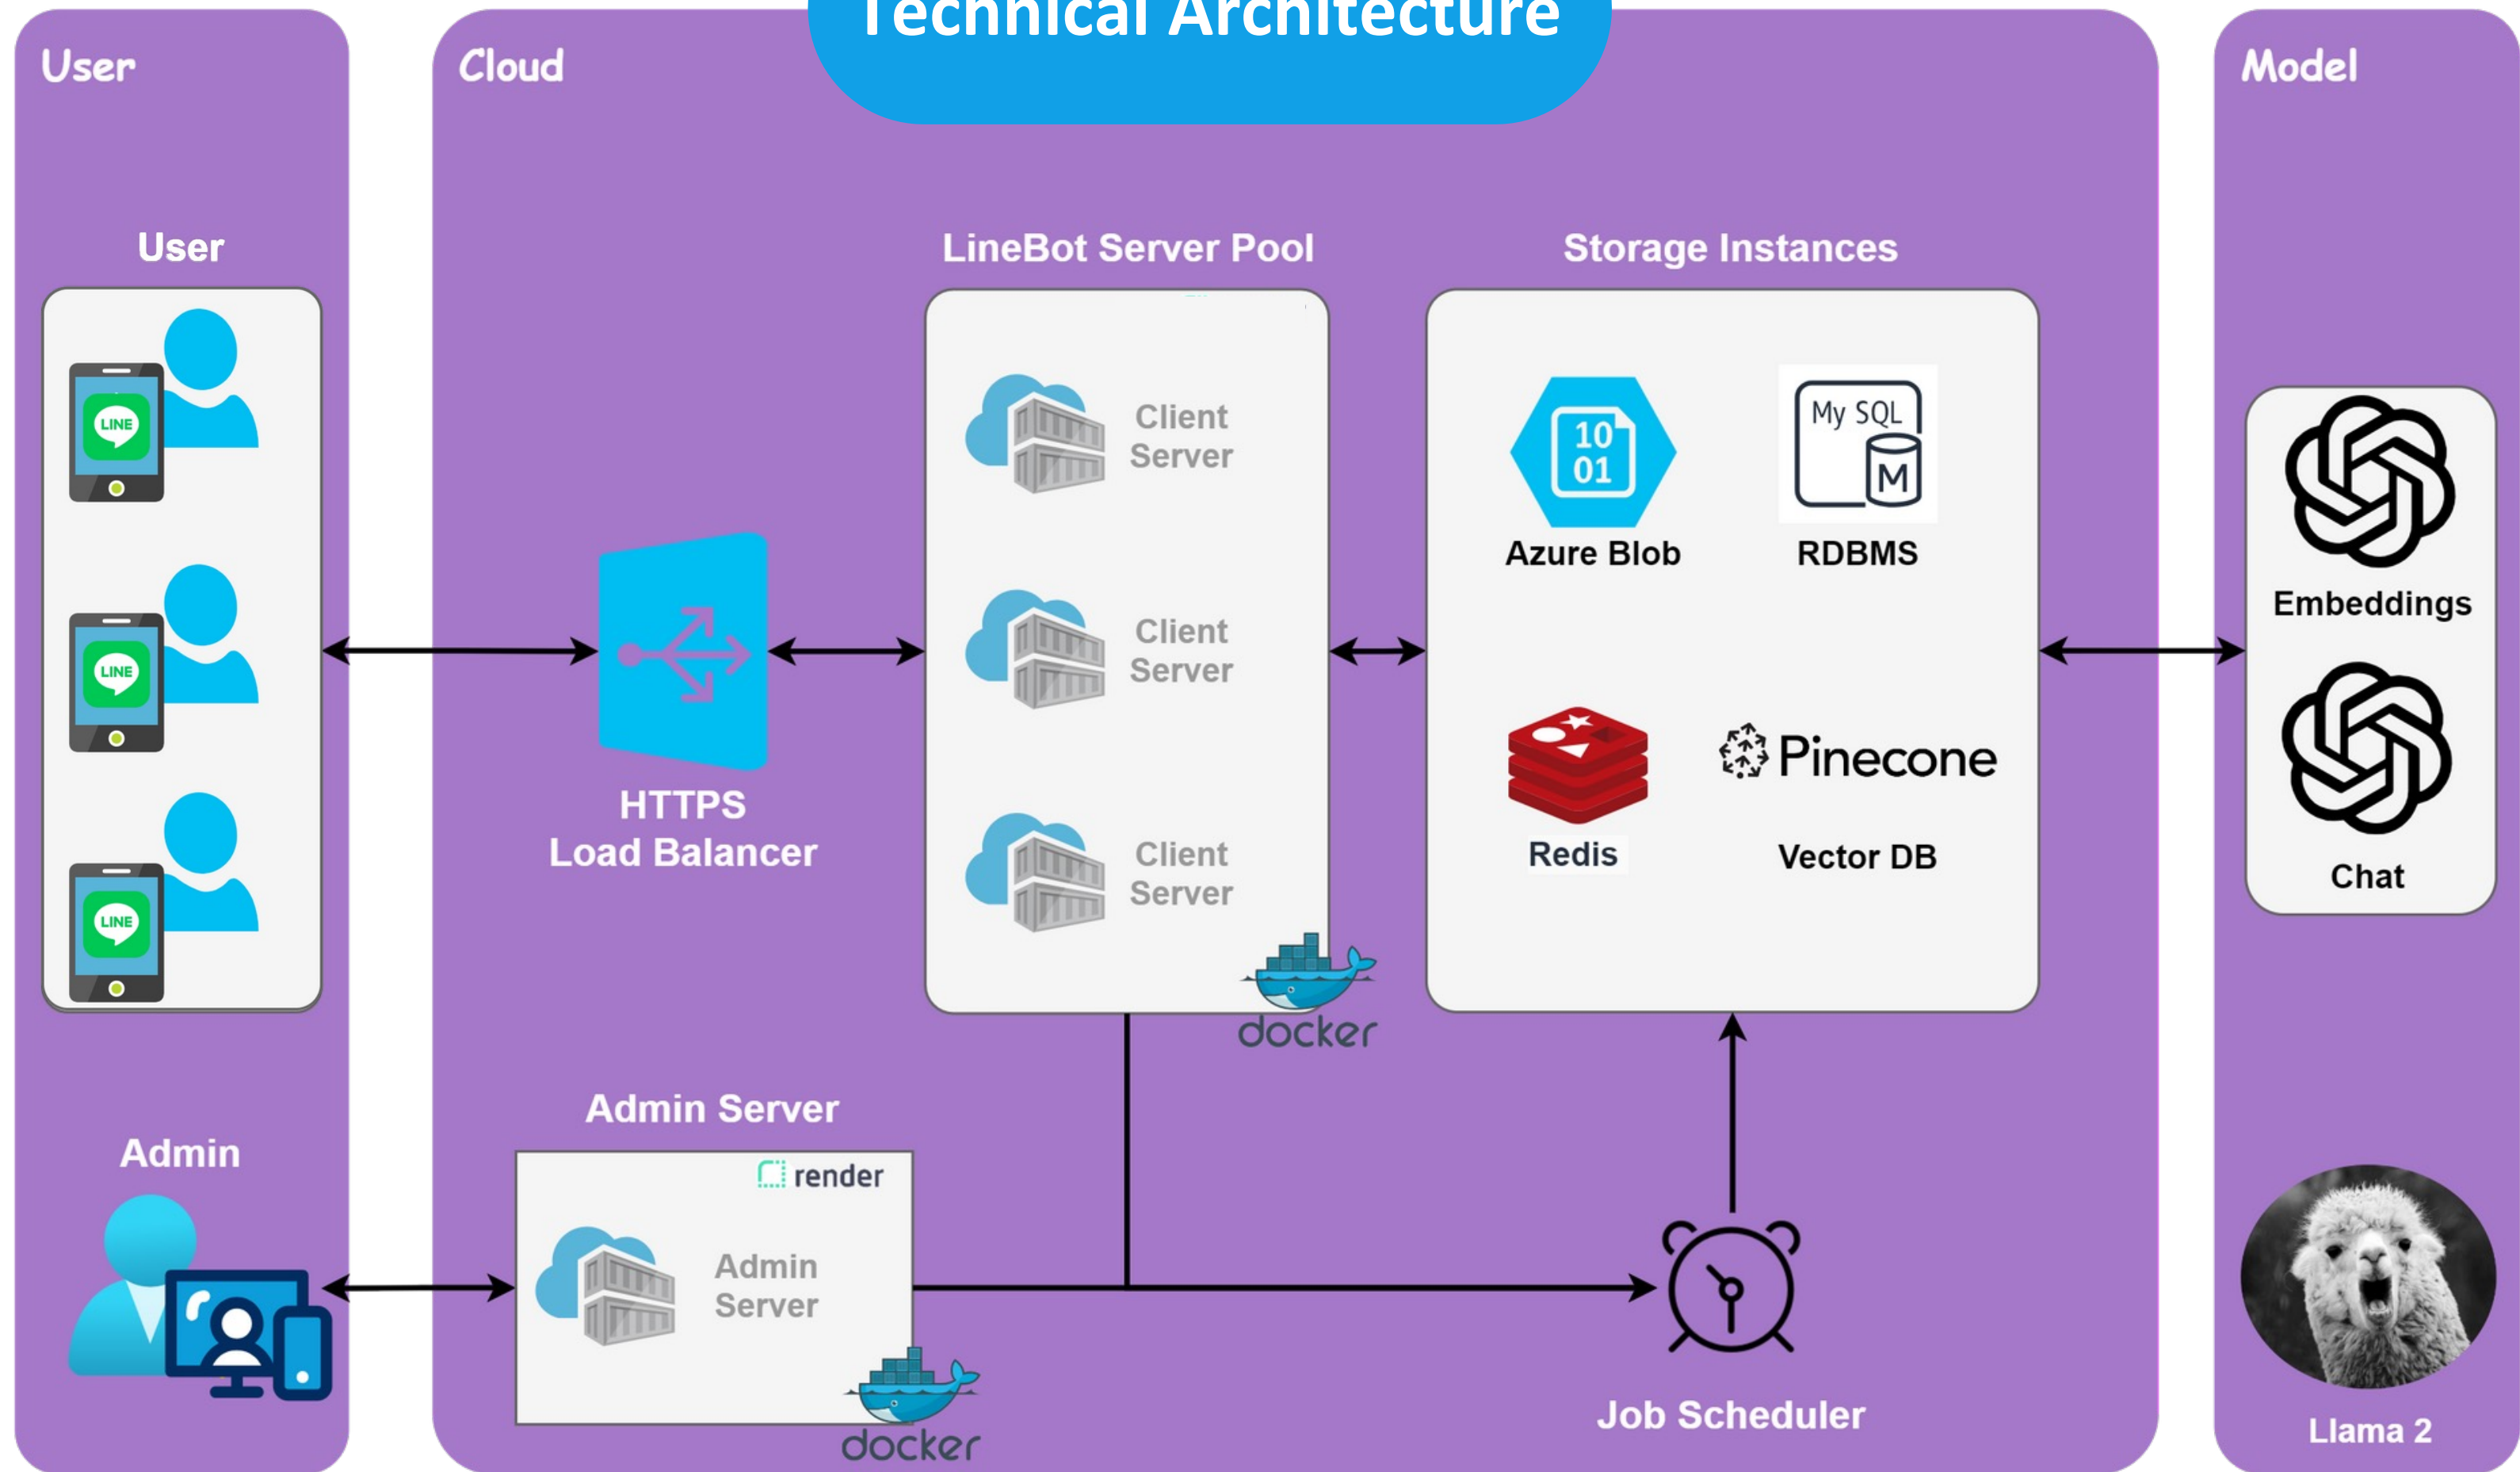 Technical Architecture
User
Cloud
Model
User
LINE
LINE
LINE
Admin
HTTPS
Load Balancer
LineBot Server Pool
Client
Server
Client
Server
Client
Server
docker
Storage Instances
10
01
Azure Blob
My SQL
M
RDBMS
Redis
Pinecone
Vector DB
Admin Server
render
Admin
Server
docker
Job Scheduler
Embeddings
Chat
Llama 2